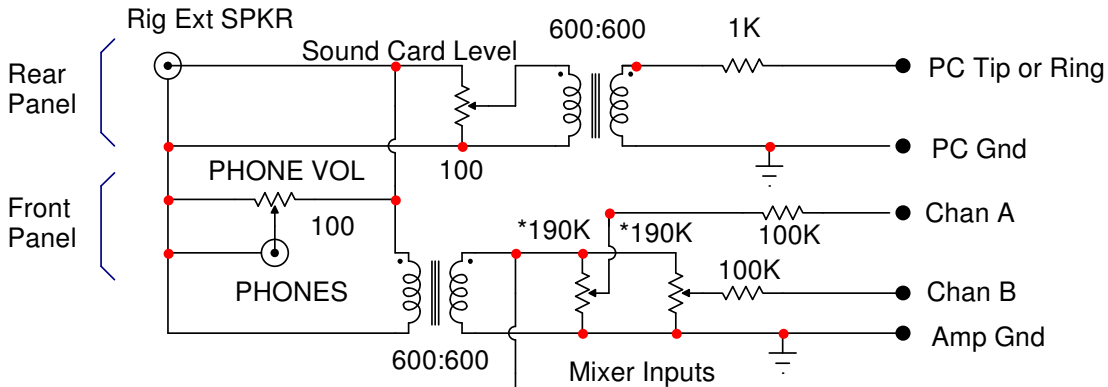 Rig Ext SPKR
600:600
1K
Sound Card Level
Rear
Panel
PC Tip or Ring
100
PC Gnd
PHONE VOL
Front
Panel
100
*190K
*190K
Chan A
100K
100K
PHONES
Chan B
Amp Gnd
600:600
Mixer Inputs